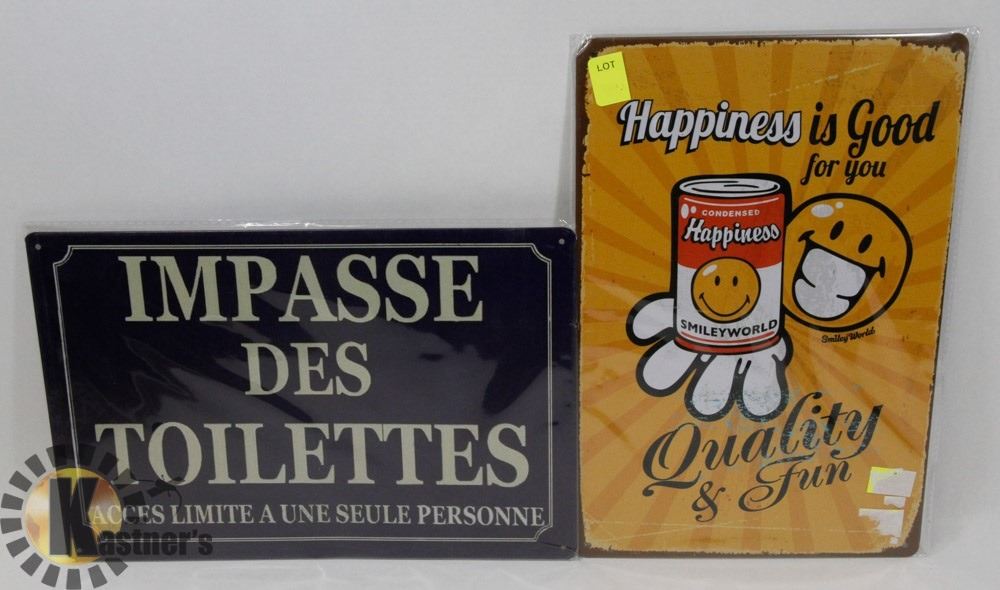 IMPASSE
DES
TOILETTES
ACCES LIMITE A UNE SEULE PERSONNE
Kastner's
LOT
Happiness is Good
for you
CONDENSED
Happiness
SMILEYWORLD
SmileyWorld
Quality
& Fun